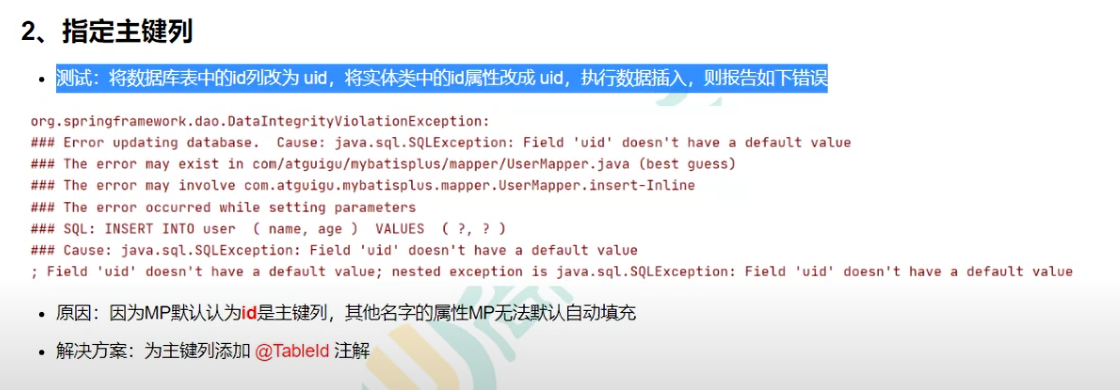 2、指定主键列
测试：将数据库表中的id列改为 uid，将实体类中的id属性改成 uid，执行数据插入，则报告如下错误
org.springframework.dao.DataIntegrityViolationException:
### Error updating database.  Cause: java.sql.SQLException: Field 'uid' doesn't have a default value
### The error may exist in com/atguigu/mybatisplus/mapper/UserMapper.java (best guess)
### The error may involve com.atguigu.mybatisplus.mapper.UserMapper.insert-Inline
### The error occurred while setting parameters
### SQL: INSERT INTO user  ( name, age )  VALUES  ( ?, ? )
### Cause: java.sql.SQLException: Field 'uid' doesn't have a default value
; Field 'uid' doesn't have a default value; nested exception is java.sql.SQLException: Field 'uid' doesn't have a default value
原因：因为MP默认认为id是主键列，其他名字的属性MP无法默认自动填充
解决方案：为主键列添加 @TableId 注解